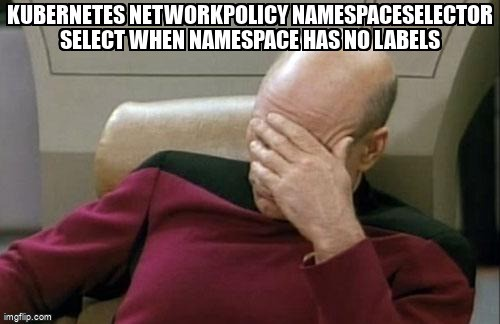 KUBERNETES NETWORKPOLICY NAMESPACESELECTOR
SELECT WHEN NAMESPACE HAS NO LABELS
imgflip.com